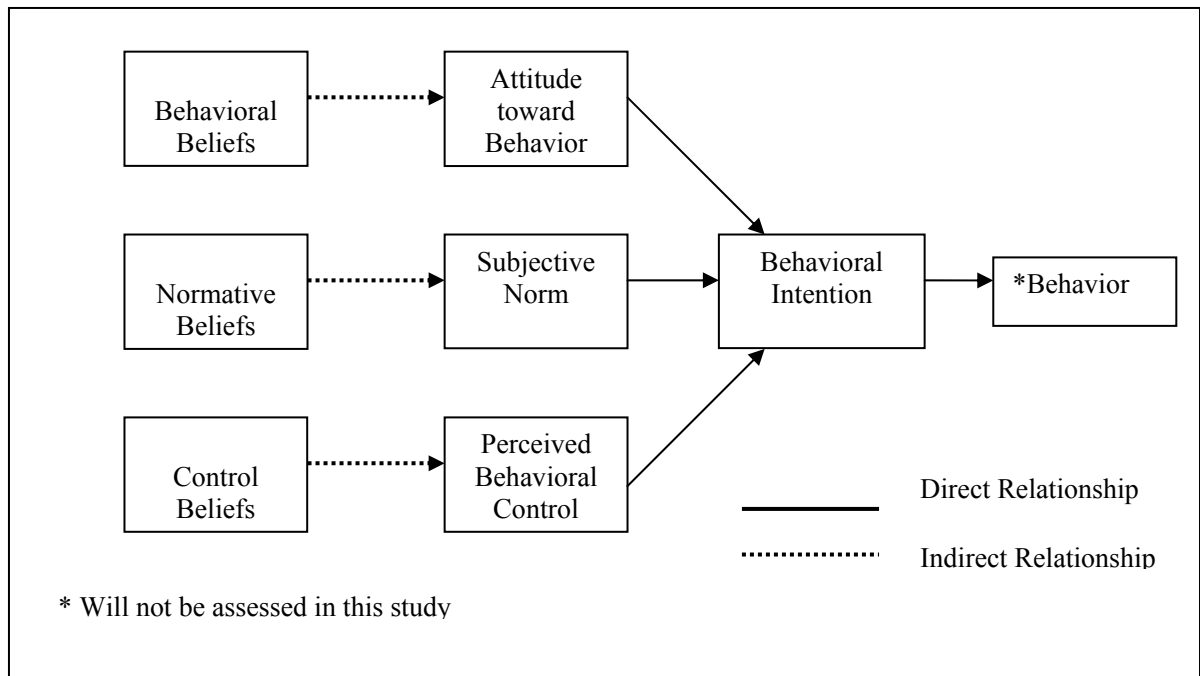 Behavioral
Beliefs
Attitude
toward
Behavior
Normative
Beliefs
Subjective
Norm
Behavioral
Intention
*Behavior
Control
Beliefs
Perceived
Behavioral
Control
Direct Relationship
Indirect Relationship
* Will not be assessed in this study